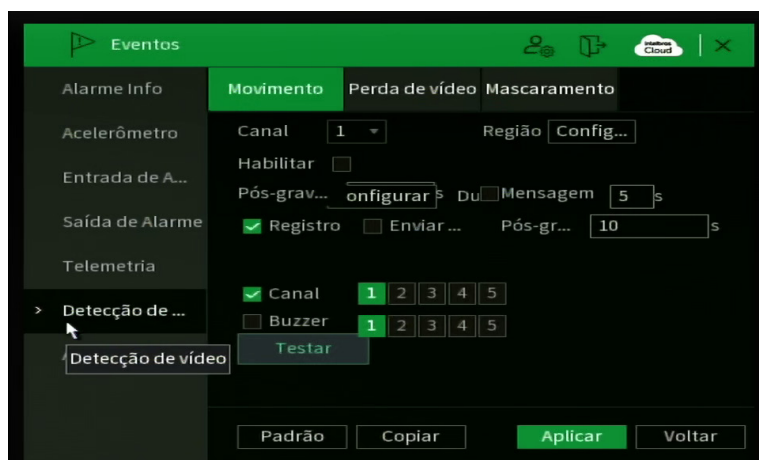 Eventos
intelbras Cloud
Alarme Info
Acelerômetro
Entrada de A...
Saída de Alarme
Telemetria
Detecção de ...
Detecção de vídeo
Movimento Perda de vídeo Mascaramento
Canal 1 Região Config...
Habilitar
Pós-grav... onfigurar s Du Mensagem 5 s
Registro Enviar ... Pós-gr... 10 s
Canal 1 2 3 4 5
Buzzer 1 2 3 4 5
Testar
Padrão Copiar Aplicar Voltar